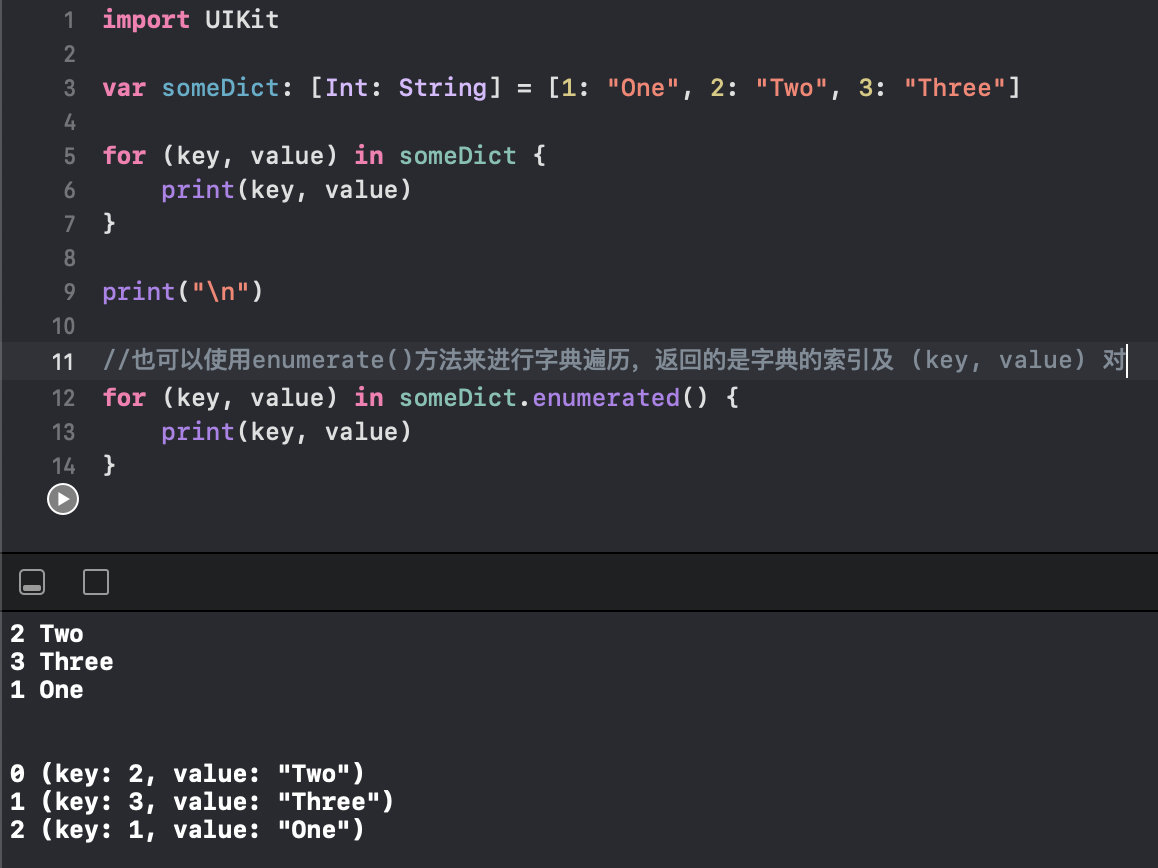 1 import UIKit
2
3 var someDict: [Int: String] = [1: "One", 2: "Two", 3: "Three"]
4
5 for (key, value) in someDict {
6     print(key, value)
7 }
8
9 print("\n")
10
11 //也可以使用enumerate()方法来进行字典遍历，返回的是字典的索引及 (key, value) 对
12 for (key, value) in someDict.enumerated() {
13     print(key, value)
14 }
2 Two
3 Three
1 One
0 (key: 2, value: "Two")
1 (key: 3, value: "Three")
2 (key: 1, value: "One")